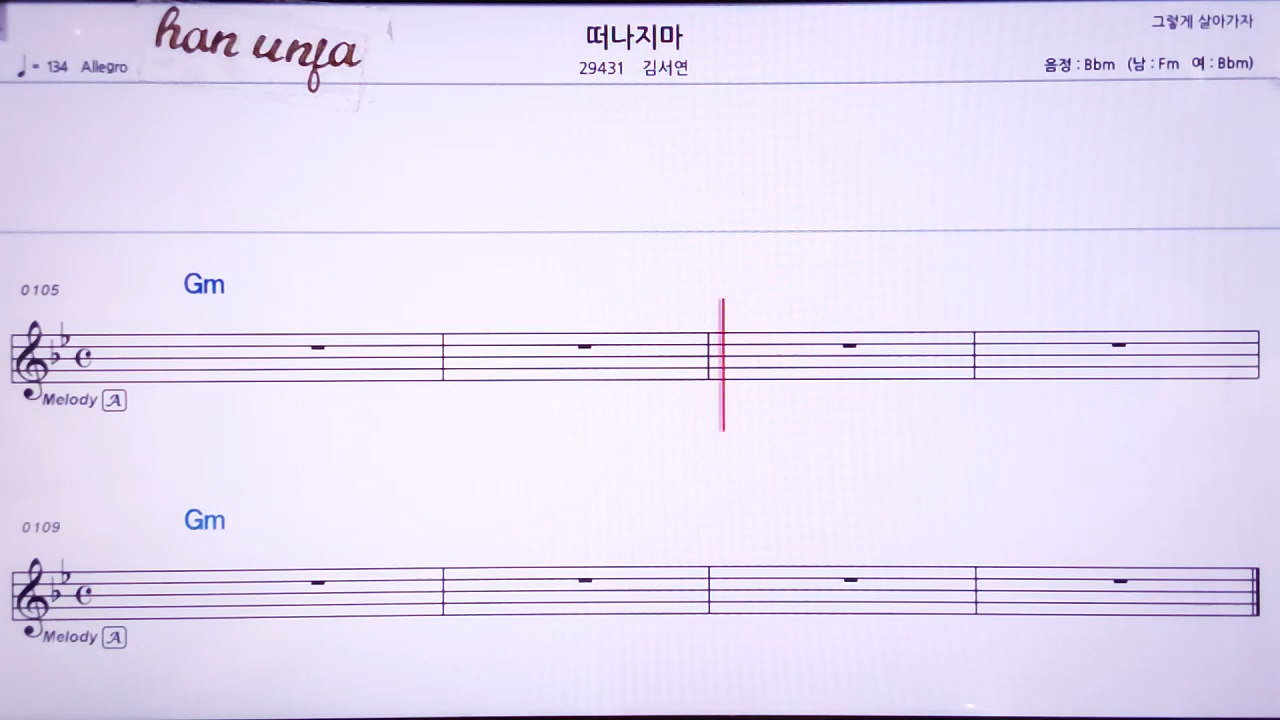 han unja
떠나지마
그렇게 살아가자
♩= 134 Allegro
29431 김서연
음정 : Bbm (남 : Fm 여 : Bbm)
0105
Gm
Melody A
0109
Gm
Melody A